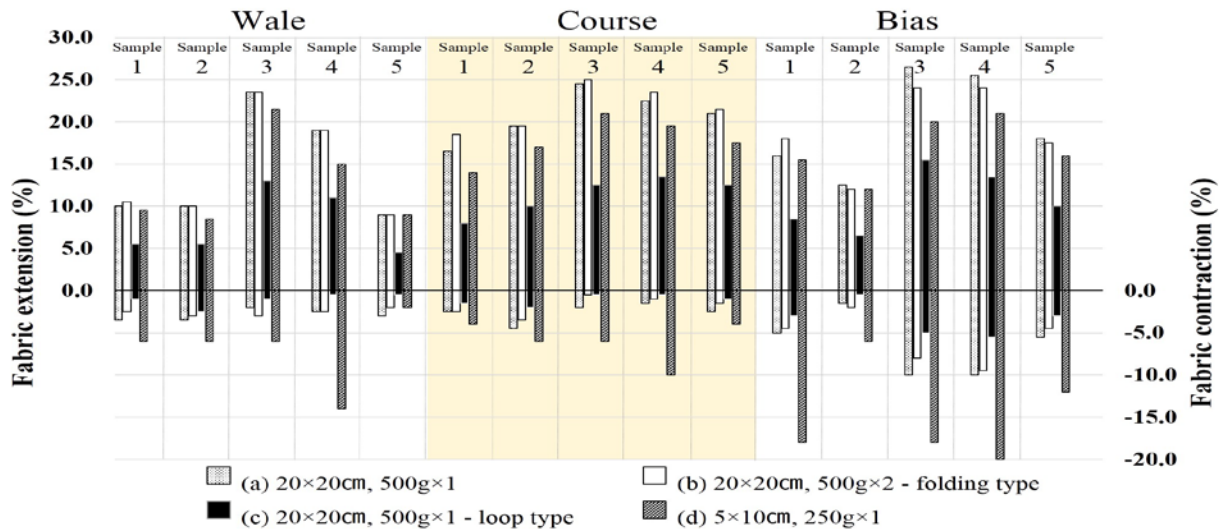 Wale Course Bias
30.0 Sample Sample Sample Sample Sample Sample Sample Sample Sample Sample Sample Sample Sample Sample Sample
1 2 3 4 5 1 2 3 4 5 1 2 3 4 5
25.0
20.0
15.0
10.0
5.0
0.0 0.0
-5.0
-10.0
-15.0
-20.0
Fabric extension (%)
Fabric contraction (%)
(a) 20×20㎝, 500g×1 (b) 20×20㎝, 500g×2 - folding type
(c) 20×20㎝, 500g×1 - loop type (d) 5×10㎝, 250g×1